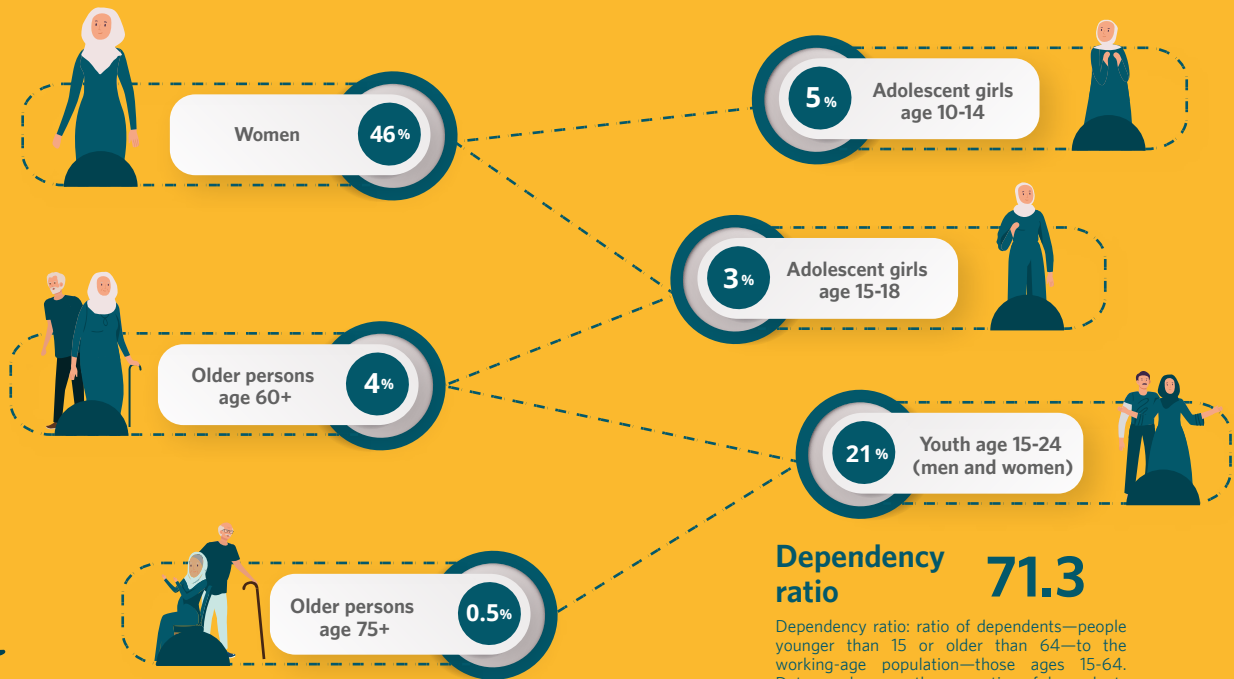 Women
46%
5%
Adolescent girls
age 10-14
3%
Adolescent girls
age 15-18
Older persons
age 60+
4%
21%
Youth age 15-24
(men and women)
Older persons
age 75+
0.5%
Dependency
ratio
71.3
Dependency ratio: ratio of dependents—people
younger than 15 or older than 64—to the
working-age population—those ages 15-64.